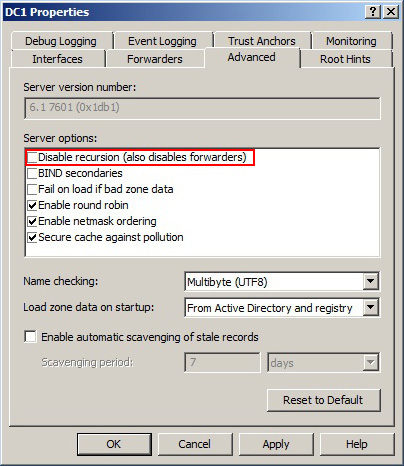 DC1 Properties
Debug Logging Event Logging Trust Anchors Monitoring
Interfaces Forwarders Advanced Root Hints
Server version number:
6.1 7601 (0x1db1)
Server options:
Disable recursion (also disables forwarders)
BIND secondaries
Fail on load if bad zone data
Enable round robin
Enable netmask ordering
Secure cache against pollution
Name checking: Multibyte (UTF8)
Load zone data on startup: From Active Directory and registry
Enable automatic scavenging of stale records
Scavenging period: 7 days
Reset to Default
OK Cancel Apply Help